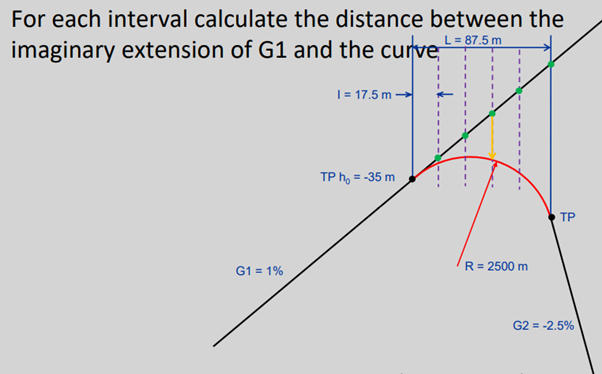 For each interval calculate the distance between the
imaginary extension of G1 and the curve
L = 87.5 m
l = 17.5 m
TP h₀ = -35 m
TP
G1 = 1%
R = 2500 m
G2 = -2.5%